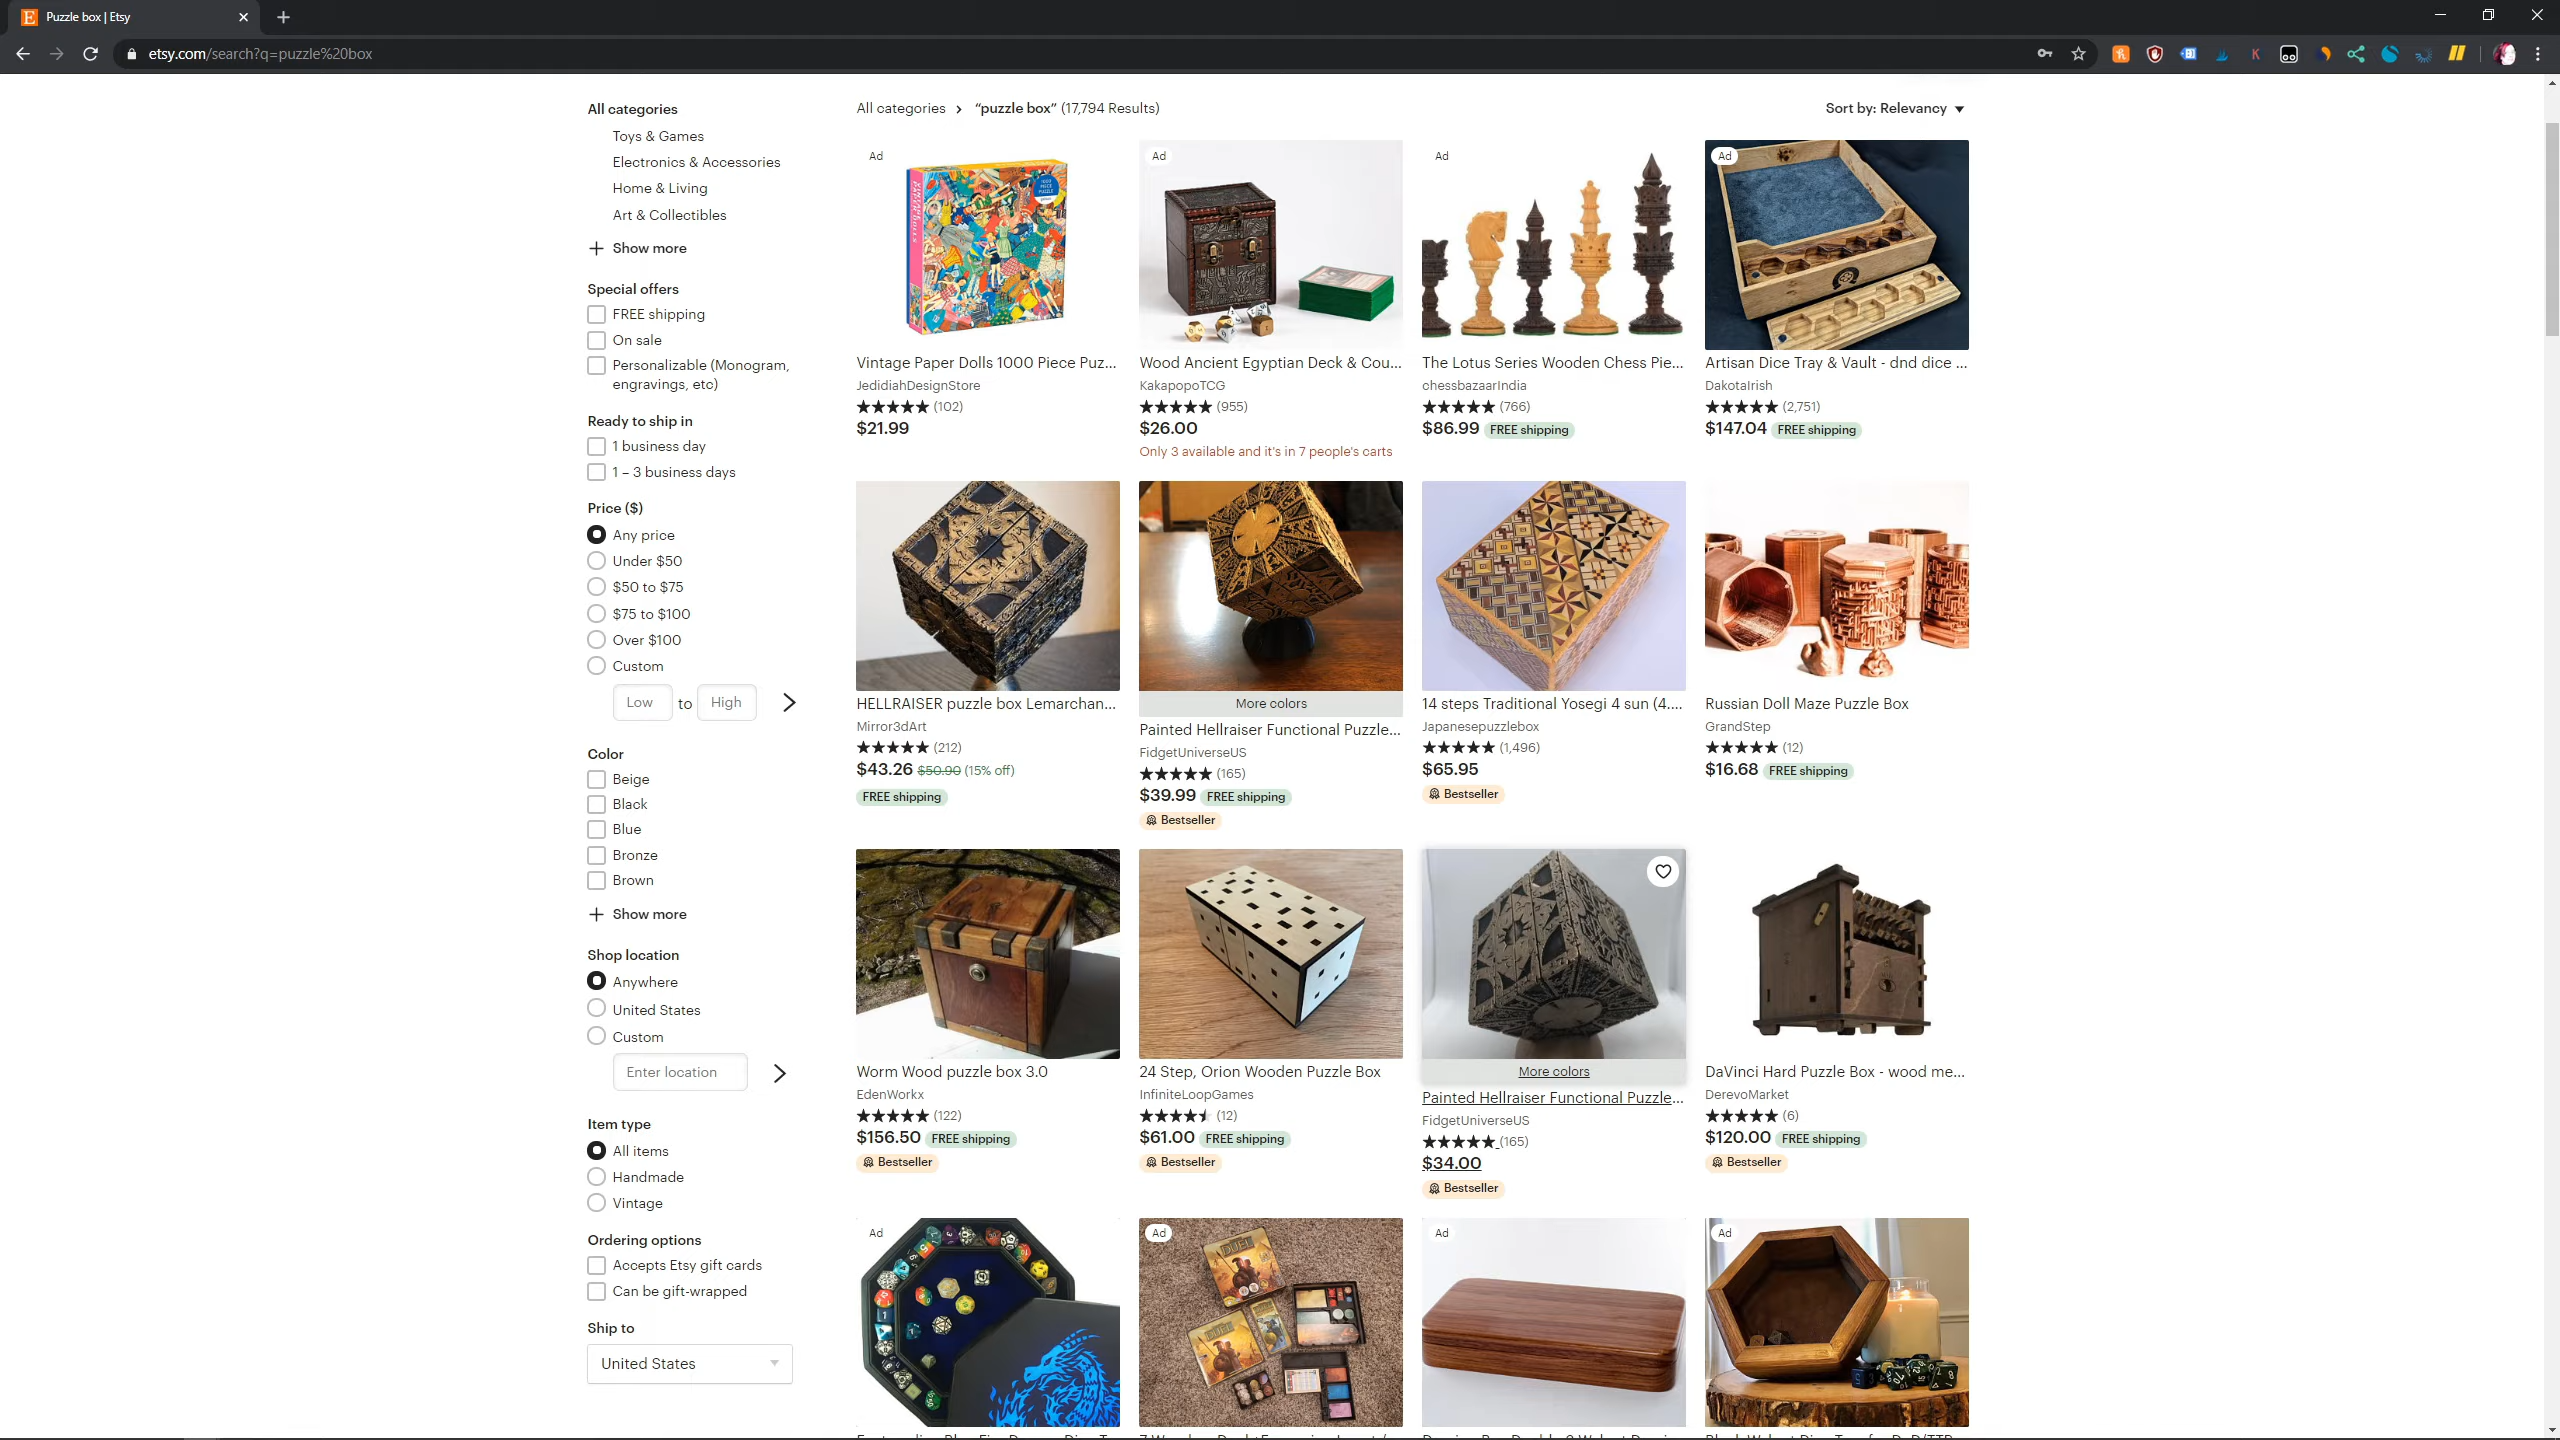 Puzzle box | Etsy
etsy.com/search?q=puzzle%20box
All categories
Toys & Games
Electronics & Accessories
Home & Living
Art & Collectibles
Show more
Special offers
FREE shipping
On sale
Personalizable (Monogram,
engravings, etc)
Ready to ship in
1 business day
1 – 3 business days
Price ($)
Any price
Under $50
$50 to $75
$75 to $100
Over $100
Custom
Low to High
Color
Beige
Black
Blue
Bronze
Brown
Show more
Shop location
Anywhere
United States
Custom
Enter location
Item type
All items
Handmade
Vintage
Ordering options
Accepts Etsy gift cards
Can be gift-wrapped
Ship to
United States
All categories > “puzzle box” (17,794 Results)
Sort by: Relevancy
Ad
Vintage Paper Dolls 1000 Piece Puz...
JedidiahDesignStore
(102)
$21.99
Ad
Wood Ancient Egyptian Deck & Cou...
KakapopoTCG
(955)
$26.00
Only 3 available and it's in 7 people's carts
Ad
The Lotus Series Wooden Chess Pie...
chessbazaarIndia
(766)
$86.99 FREE shipping
Ad
Artisan Dice Tray & Vault - dnd dice ...
DakotaIrish
(2,751)
$147.04 FREE shipping
HELLRAISER puzzle box Lemarchan...
Mirror3dArt
(212)
$43.26 $50.90 (15% off)
FREE shipping
More colors
Painted Hellraiser Functional Puzzle...
FidgetUniverseUS
(165)
$39.99 FREE shipping
Bestseller
14 steps Traditional Yosegi 4 sun (4....
Japanesepuzzlebox
(1,496)
$65.95
Bestseller
Russian Doll Maze Puzzle Box
GrandStep
(12)
$16.68 FREE shipping
Worm Wood puzzle box 3.0
EdenWorkx
(122)
$156.50 FREE shipping
Bestseller
24 Step, Orion Wooden Puzzle Box
InfiniteLoopGames
(12)
$61.00 FREE shipping
Bestseller
More colors
Painted Hellraiser Functional Puzzle...
FidgetUniverseUS
(165)
$34.00
Bestseller
DaVinci Hard Puzzle Box - wood me...
DerevoMarket
(6)
$120.00 FREE shipping
Bestseller
Ad
Ad
DUEL
Ad
Ad